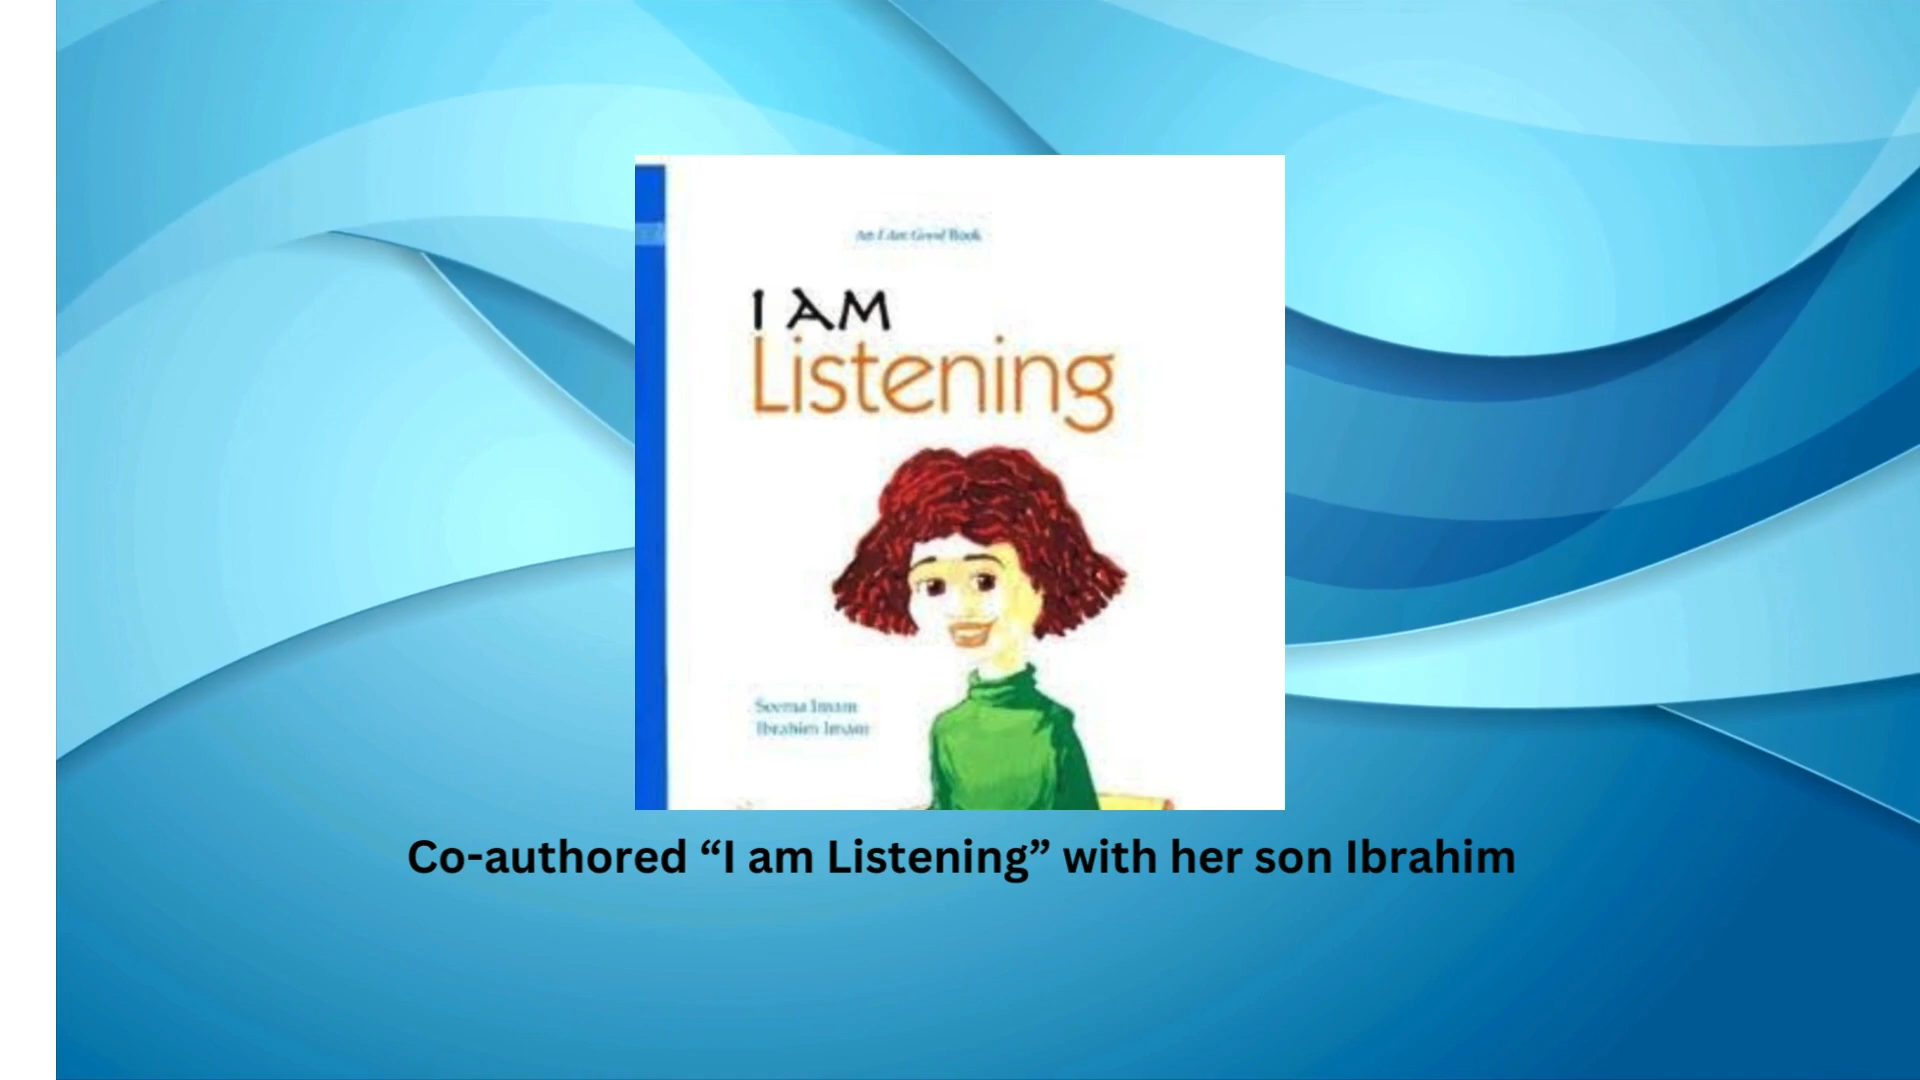 An I Am Good Book
I AM
Listening
Seema Imam
Ibrahim Imam
Co-authored “I am Listening” with her son Ibrahim